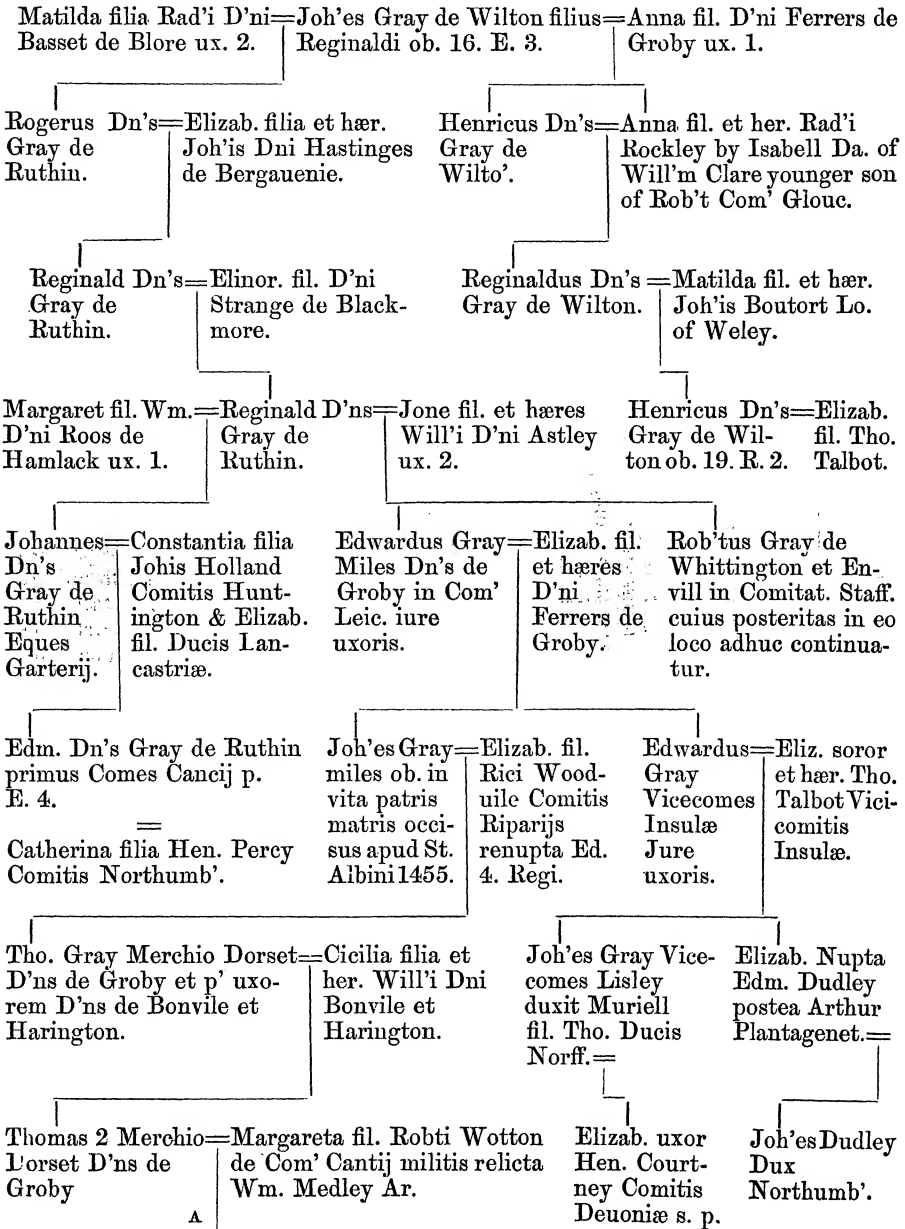 Matilda filia Rad'i D'ni=Joh'es Gray de Wilton filius=Anna fil. D'ni Ferrers de
Basset de Blore ux. 2.
Reginaldi ob. 16. E. 3.
Groby ux. 1.
Rogerus Dn's=Elizab. filia et hær.
Gray de
Ruthin.
Joh'is Dni Hastinges
de Bergauenie.
Henricus Dn's=Anna fil. et her. Rad'i
Gray de
Wilto'.
Rockley by Isabell Da. of
Will'm Clare younger son
of Rob't Com' Glouc.
Reginald Dn's=Elinor. fil. D'ni
Gray de
Ruthin.
Strange de Black-
more.
Reginaldus Dn's=Matilda fil. et hær.
Gray de Wilton.
Joh'is Boutort Lo.
of Weley.
Margaret fil. Wm.=Reginald D'ns=Jone fil. et hæres
D'ni Roos de
Hamlack ux. 1.
Gray de
Ruthin.
Will'i D'ni Astley
ux. 2.
Henricus Dn's=Elizab.
Gray de Wil-
ton ob. 19. R. 2.
fil. Tho.
Talbot.
Johannes=Constantia filia
Dn's
Gray de
Ruthin
Eques
Garterij.
Johis Holland
Comitis Hunt-
ington & Elizab.
fil. Ducis Lan-
castriæ.
Edwardus Gray=Elizab. fil.
Miles Dn's de
Groby in Com'
Leic. iure
uxoris.
et hæres
D'ni
Ferrers de
Groby.
Rob'tus Gray de
Whittington et En-
vill in Comitat. Staff.
cuius posteritas in eo
loco adhuc continua-
tur.
Edm. Dn's Gray de Ruthin
primus Comes Cancij p.
E. 4.
=
Catherina filia Hen. Percy
Comitis Northumb'.
Joh'es Gray=Elizab. fil.
miles ob. in
vita patris
matris occi-
sus apud St.
Albini 1455.
Rici Wood-
uile Comitis
Riparijs
renupta Ed.
4. Regi.
Edwardus=Eliz. soror
Gray
Vicecomes
Insulæ
Jure
uxoris.
et hær. Tho.
Talbot Vici-
comitis
Insulæ.
Tho. Gray Merchio Dorset=Cicilia filia et
D'ns de Groby et p' uxo-
rem D'ns de Bonvile et
Harington.
her. Will'i Dni
Bonvile et
Harington.
Joh'es Gray Vice-
comes Lisley
duxit Muriell
fil. Tho. Ducis
Norff.=
Elizab. Nupta
Edm. Dudley
postea Arthur
Plantagenet.=
Thomas 2 Merchio=Margareta fil. Robti Wotton
Dorset D'ns de
Groby
de Com' Cantij militis relicta
Wm. Medley Ar.
A
Elizab. uxor
Hen. Court-
ney Comitis
Deuoniæ s. p.
Joh'es Dudley
Dux
Northumb'.